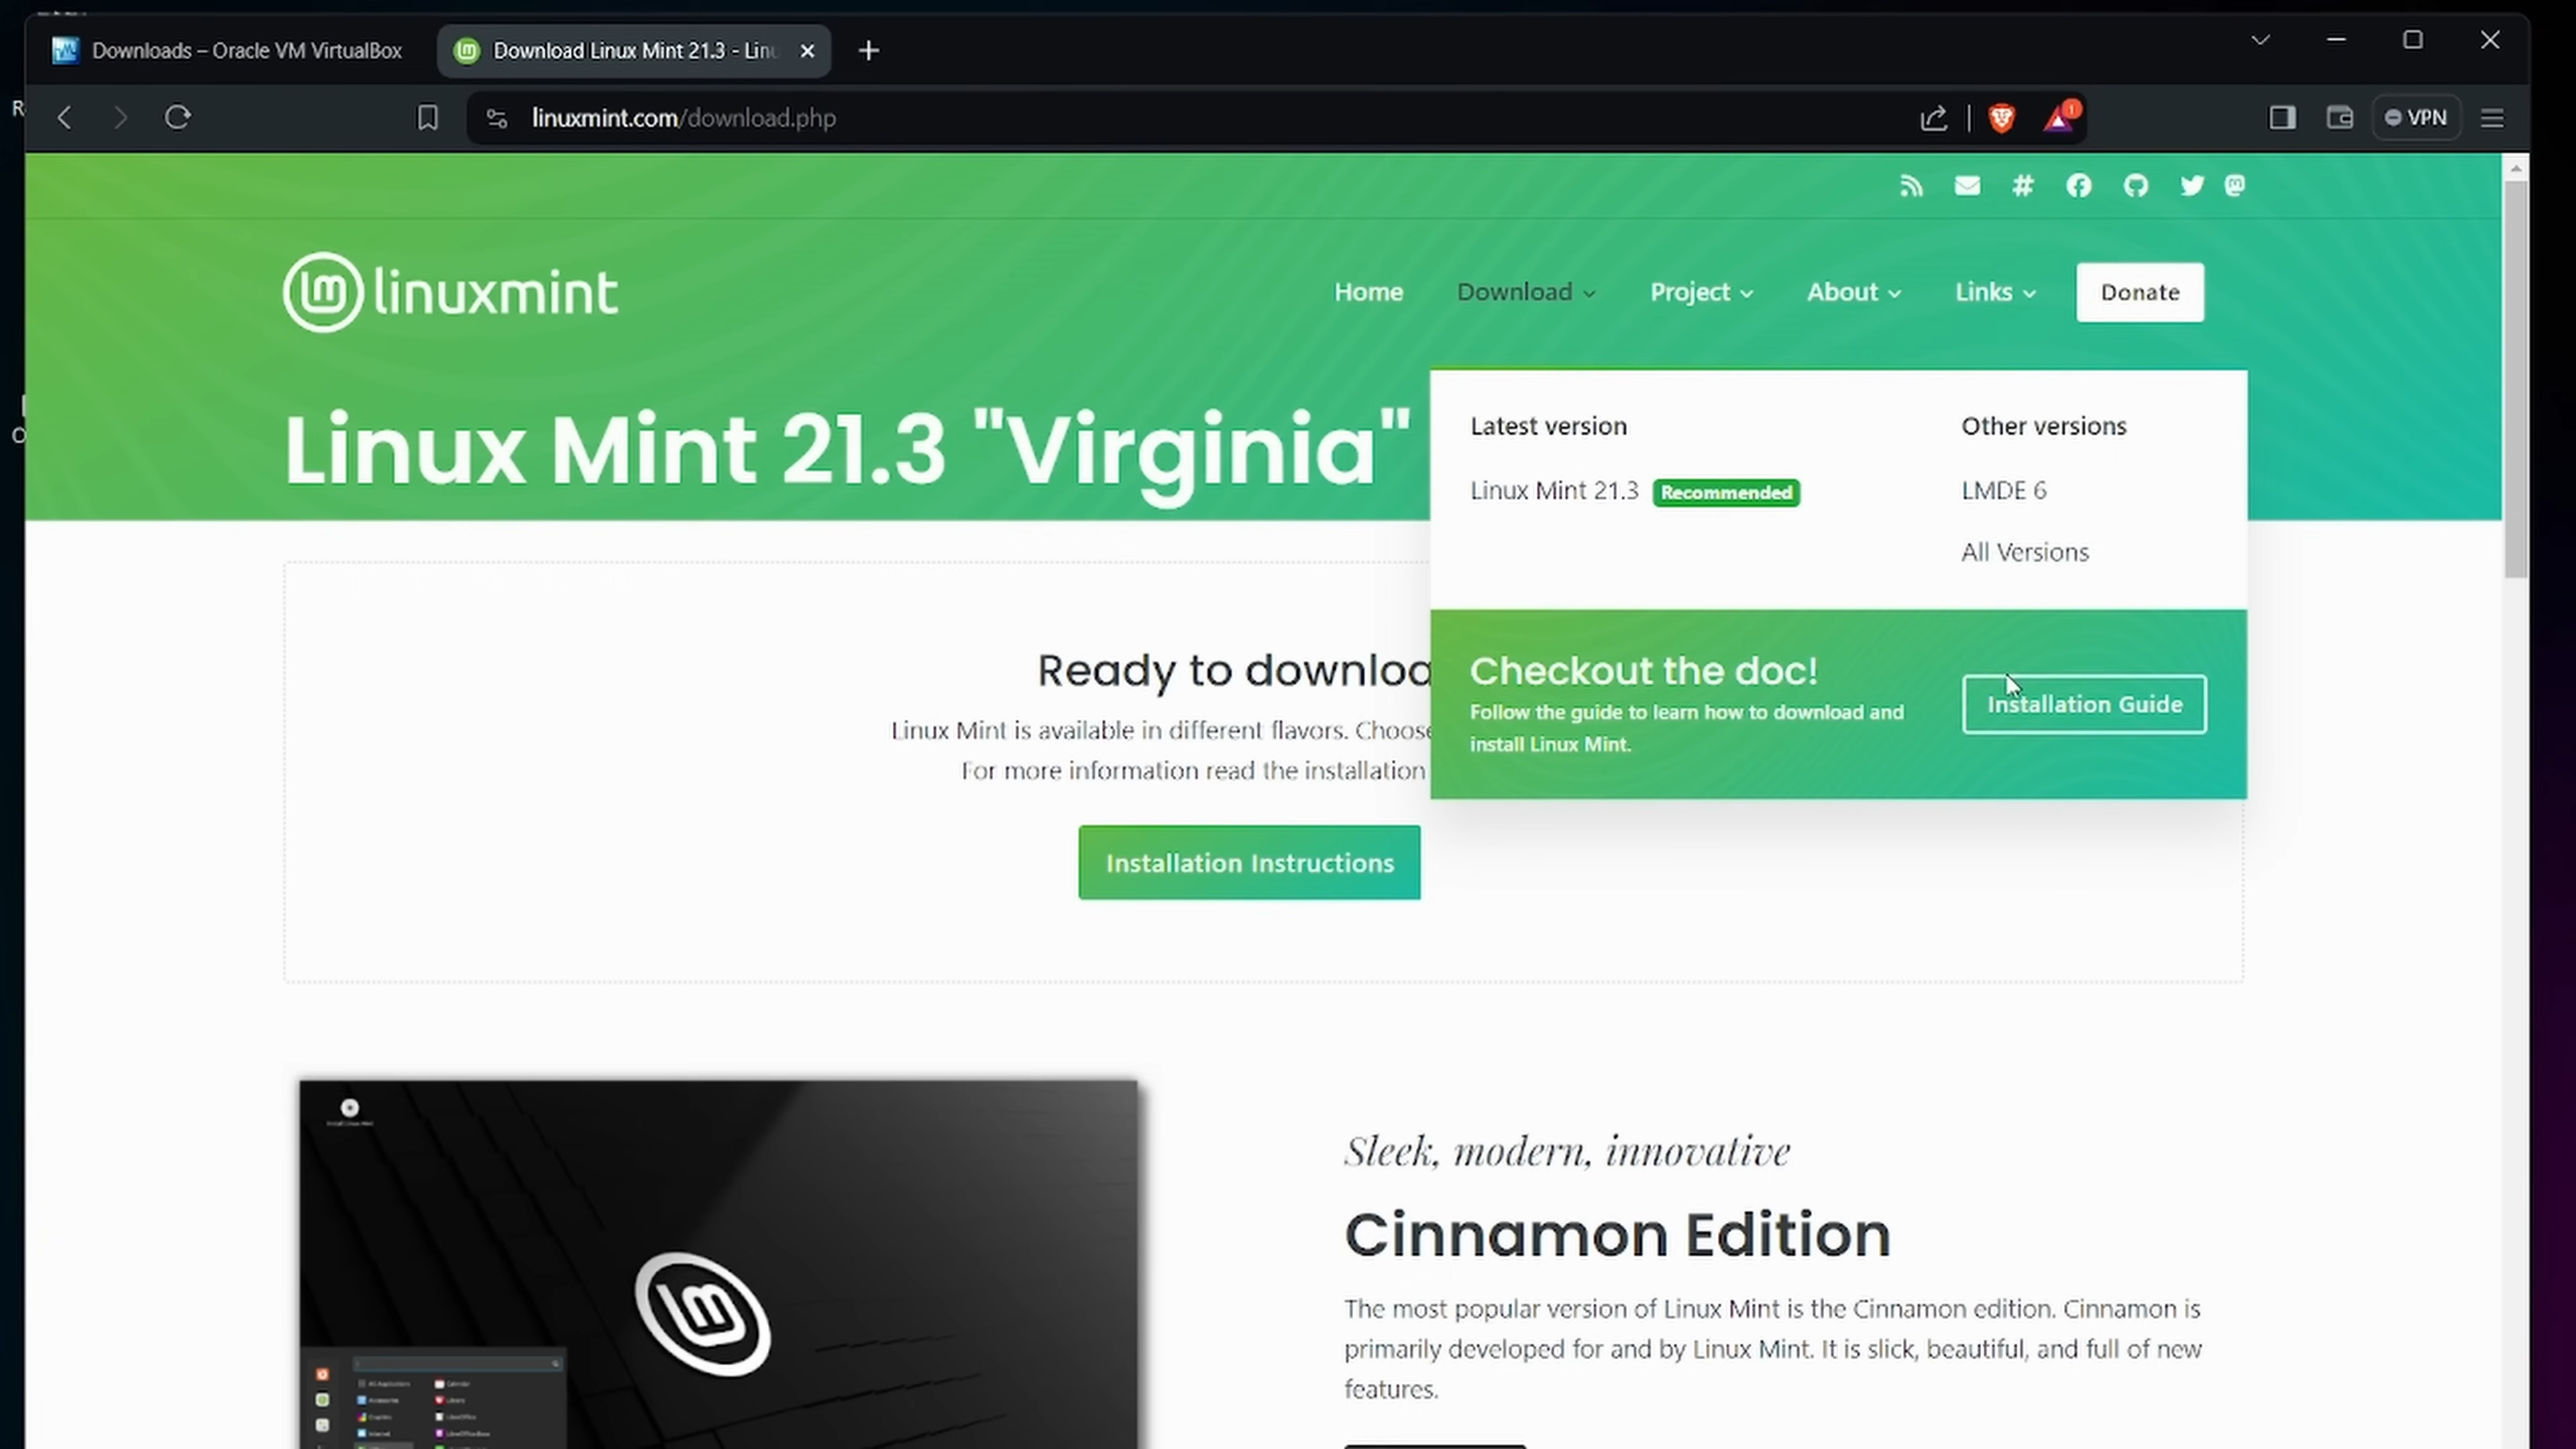 Downloads – Oracle VM VirtualBox
Download Linux Mint 21.3 - Linu
linuxmint.com/download.php
1
VPN
linuxmint
Home
Download
Project
About
Links
Donate
Linux Mint 21.3 "Virginia"
Latest version
Other versions
Linux Mint 21.3 Recommended
LMDE 6
All Versions
Checkout the doc!
Follow the guide to learn how to download and
install Linux Mint.
Installation Guide
Ready to downloa
Linux Mint is available in different flavors. Choose
For more information read the installation
Installation Instructions
Sleek, modern, innovative
Cinnamon Edition
The most popular version of Linux Mint is the Cinnamon edition. Cinnamon is
primarily developed for and by Linux Mint. It is slick, beautiful, and full of new
features.